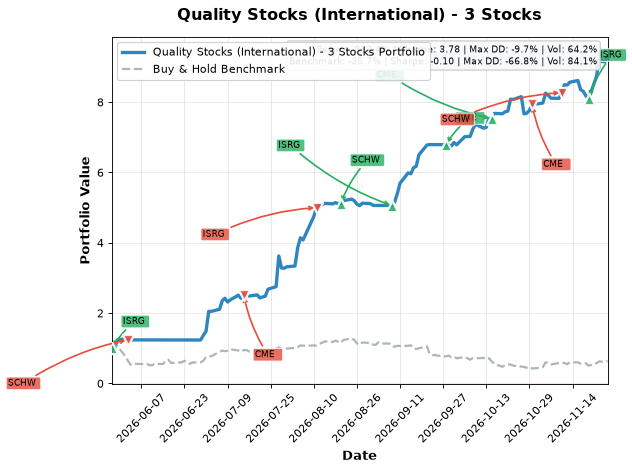 Quality Stocks (International) - 3 Stocks
Quality Stocks (International) - 3 Stocks Portfolio
Buy & Hold Benchmark
3.78 | Max DD: -9.7% | Vol: 64.2%
-0.10 | Max DD: -66.8% | Vol: 84.1%
CME
ISRG
SCHW
ISRG
SCHW
CME
ISRG
ISRG
CME
SCHW
Portfolio Value
8
6
4
2
0
2026-06-07
2026-06-23
2026-07-09
2026-07-25
2026-08-10
2026-08-26
2026-09-11
2026-09-27
2026-10-13
2026-10-29
2026-11-14
Date